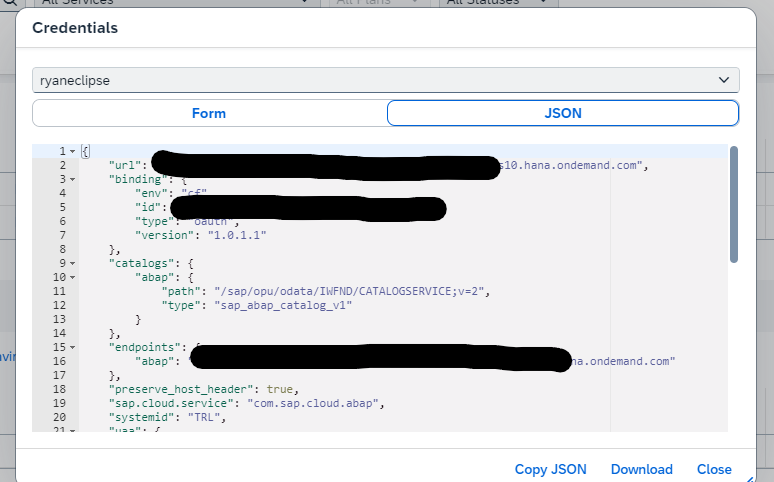 All Services
All Plans
All Statuses
Credentials
ryaneclipse
Form
JSON
1 {
2 "url": s10.hana.ondemand.com",
3 "binding": {
4 "env": "cf"
5 "id":
6 "type": "oauth",
7 "version": "1.0.1.1"
8 },
9 "catalogs": {
10 "abap": {
11 "path": "/sap/opu/odata/IWFND/CATALOGSERVICE;v=2",
12 "type": "sap_abap_catalog_v1"
13 }
14 },
15 "endpoints": {
16 "abap": na.ondemand.com"
17 },
18 "preserve_host_header": true,
19 "sap.cloud.service": "com.sap.cloud.abap",
20 "systemid": "TRL",
21 "uaa": {
Copy JSON
Download
Close